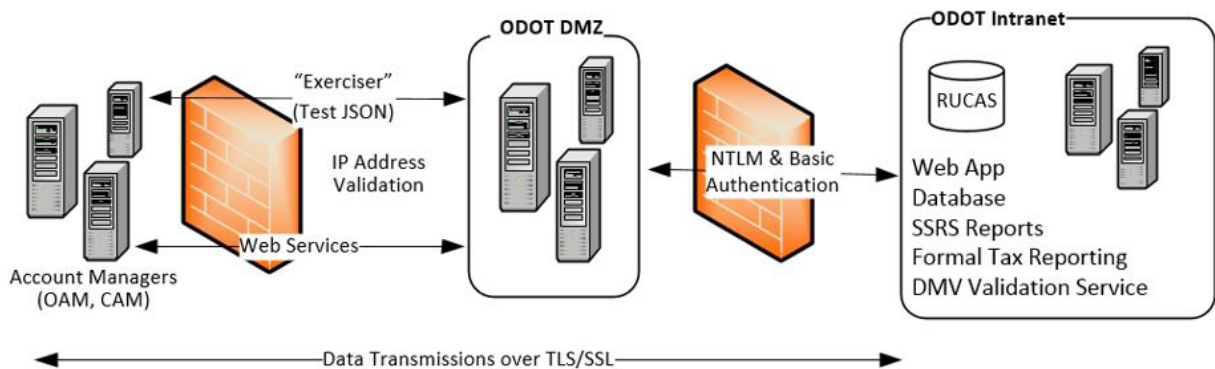 ODOT DMZ
ODOT Intranet
"Exerciser"
(Test JSON)
IP Address
Validation
Web Services
Account Managers
(OAM, CAM)
NTLM & Basic
Authentication
RUCAS
Web App
Database
SSRS Reports
Formal Tax Reporting
DMV Validation Service
Data Transmissions over TLS/SSL